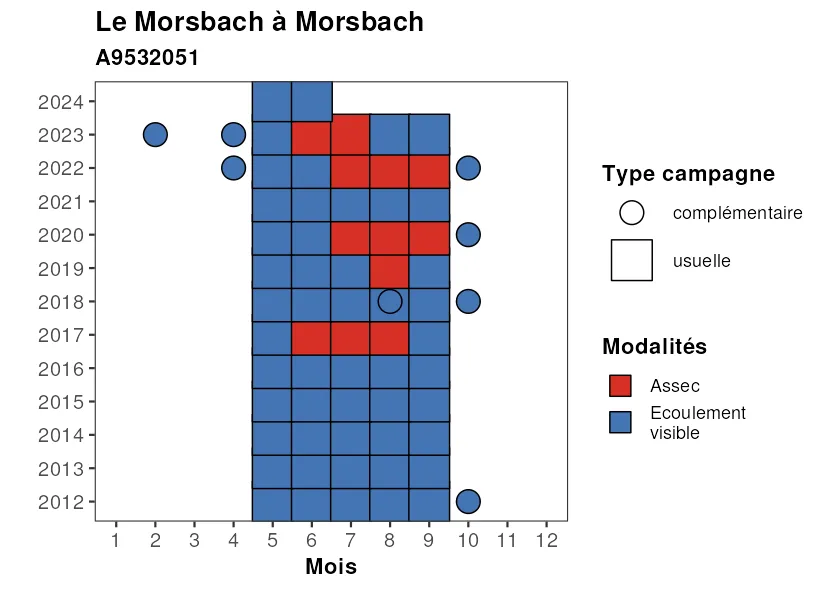 Le Morsbach à Morsbach
A9532051
2024
2023
2022
2021
2020
2019
2018
2017
2016
2015
2014
2013
2012
1 2 3 4 5 6 7 8 9 10 11 12
Mois
Type campagne
complémentaire
usuelle
Modalités
Assec
Ecoulement
visible